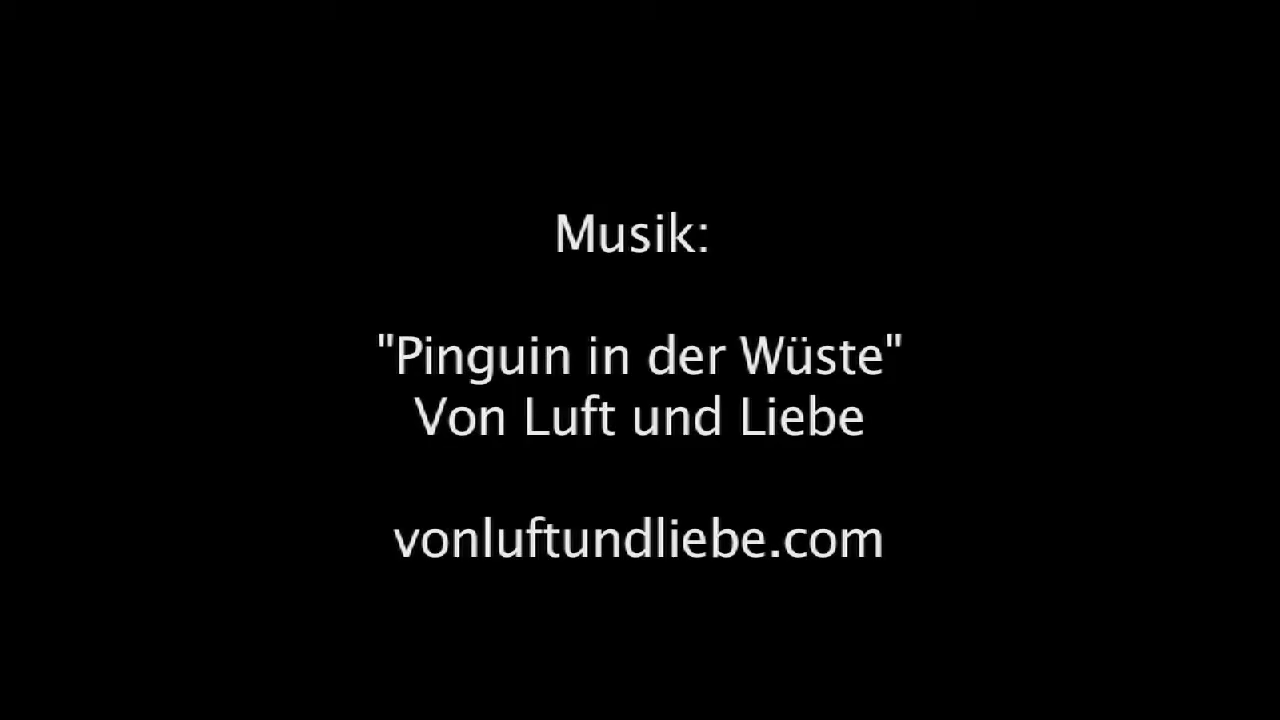 Musik:
"Pinguin in der Wüste"
Von Luft und Liebe
vonluftundliebe.com